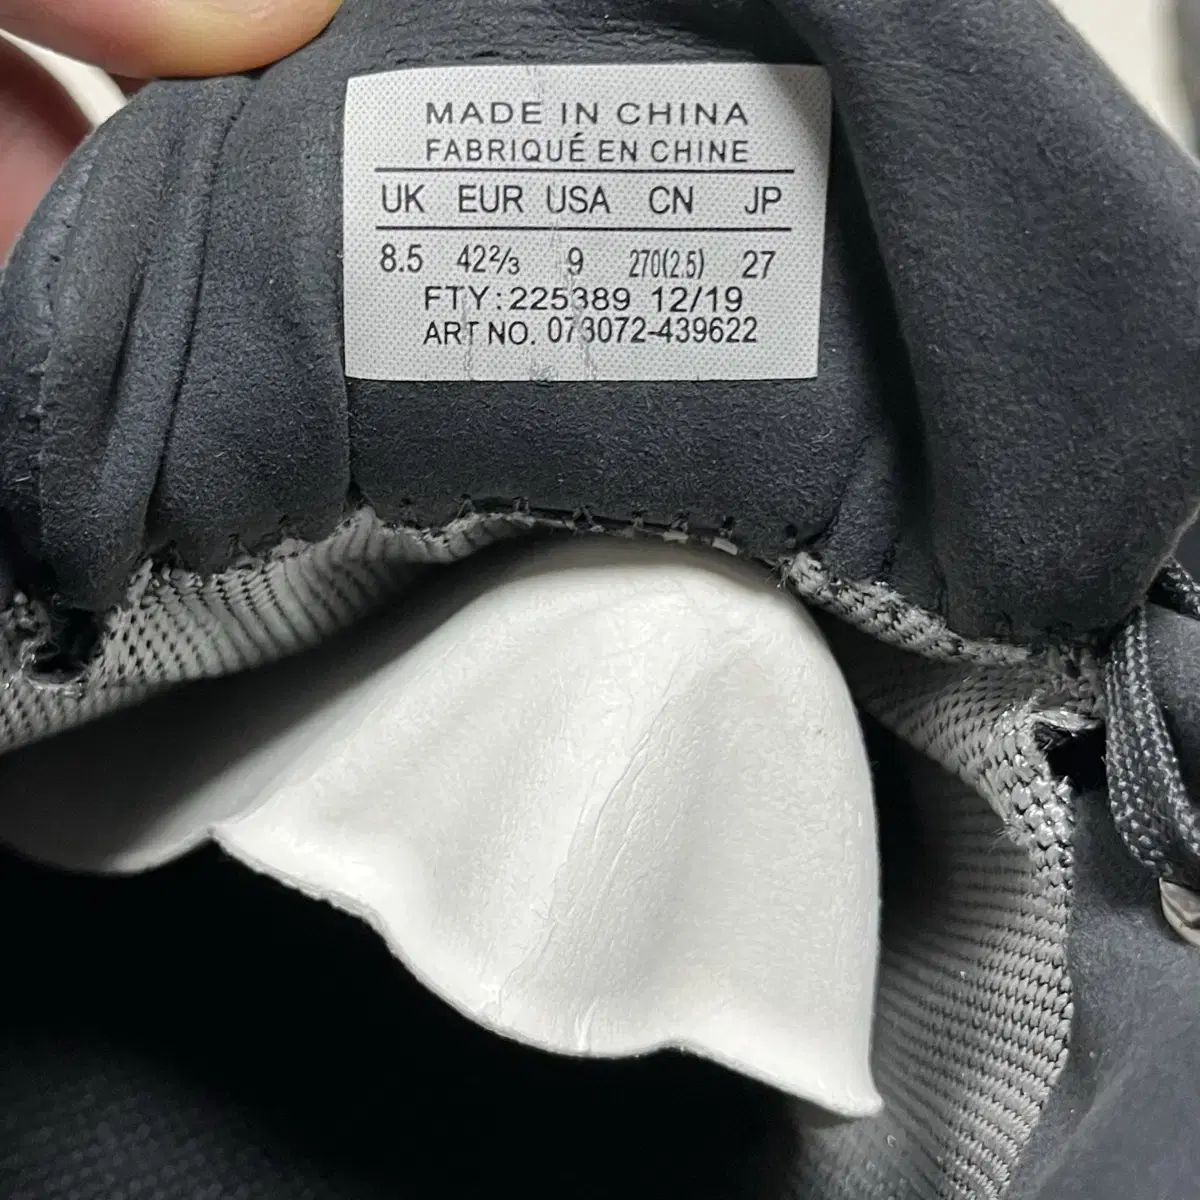 MADE IN CHINA
FABRIQUÉ EN CHINE
UK EUR USA CN JP
8.5 42⅔ 9 270(2.5) 27
FTY: 225389 12/19
ART NO. 073072-439622